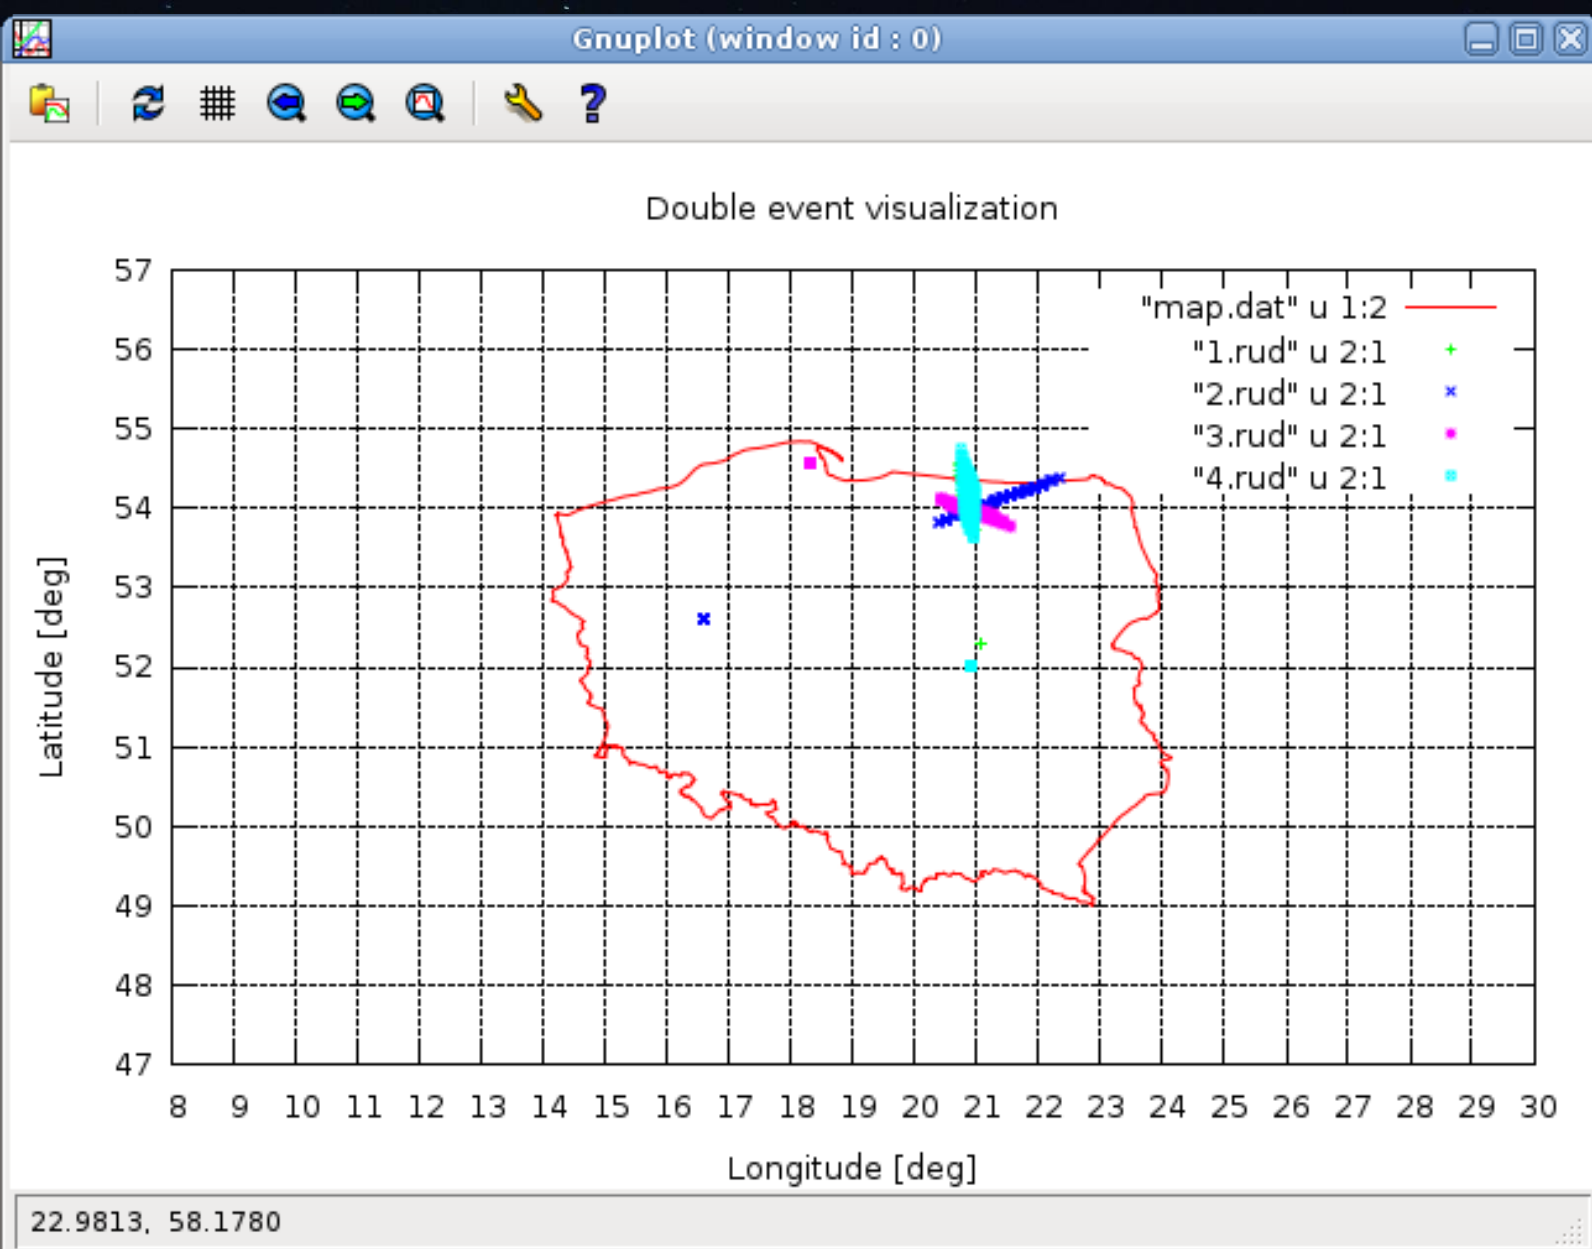 Gnuplot (window id : 0)
Double event visualization
57
56
55
54
53
52
51
50
49
48
47
Latitude [deg]
"map.dat" u 1:2
"1.rud" u 2:1
"2.rud" u 2:1
"3.rud" u 2:1
"4.rud" u 2:1
8 9 10 11 12 13 14 15 16 17 18 19 20 21 22 23 24 25 26 27 28 29 30
Longitude [deg]
22.9813, 58.1780